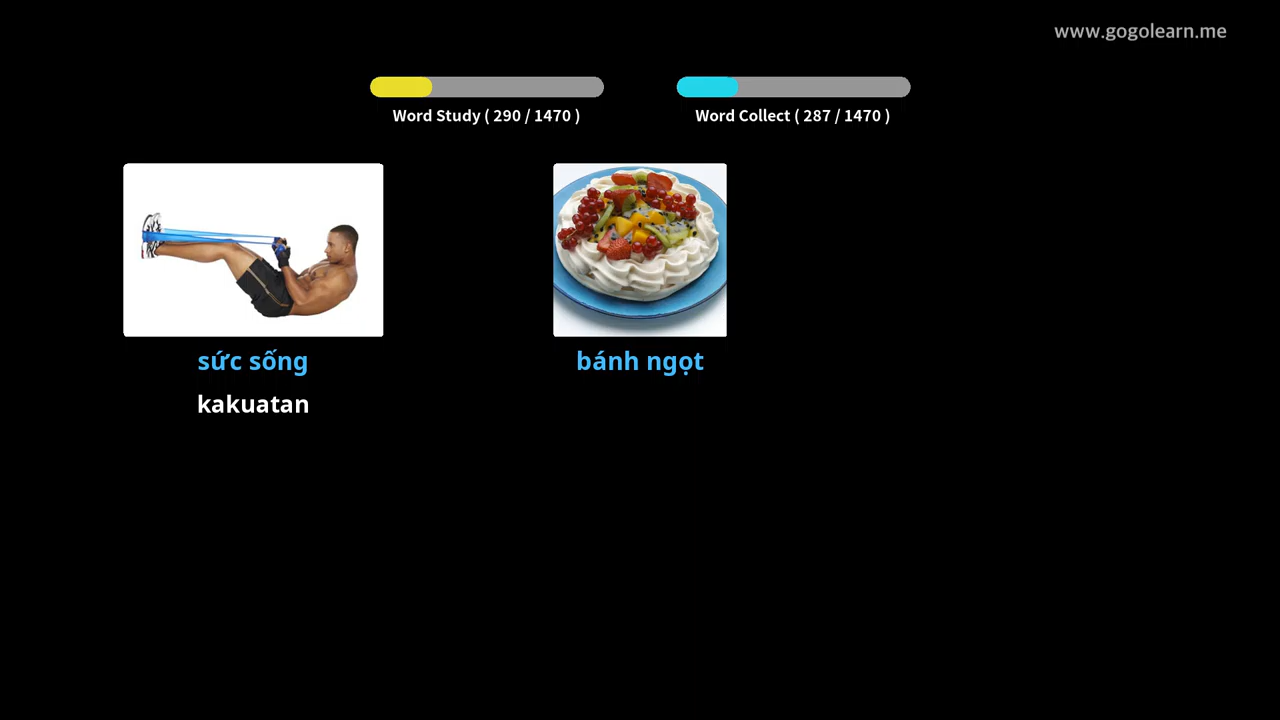 www.gogolearn.me
Word Study ( 290 / 1470 )
Word Collect ( 287 / 1470 )
sức sống
bánh ngọt
kakuatan